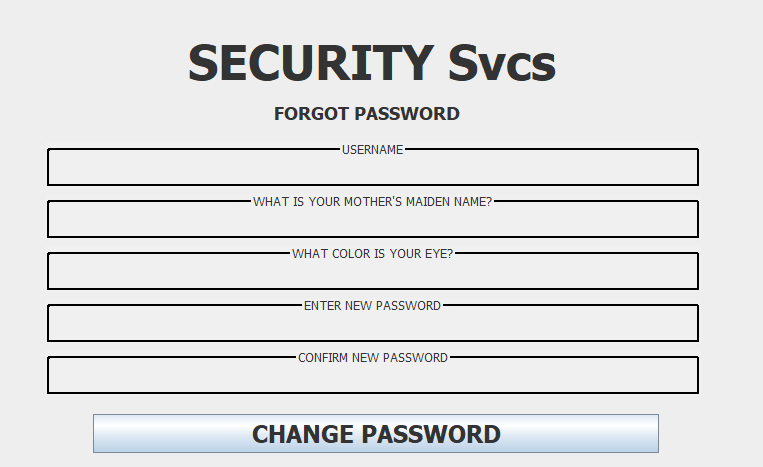 SECURITY Svcs
FORGOT PASSWORD
USERNAME
WHAT IS YOUR MOTHER'S MAIDEN NAME?
WHAT COLOR IS YOUR EYE?
ENTER NEW PASSWORD
CONFIRM NEW PASSWORD
CHANGE PASSWORD